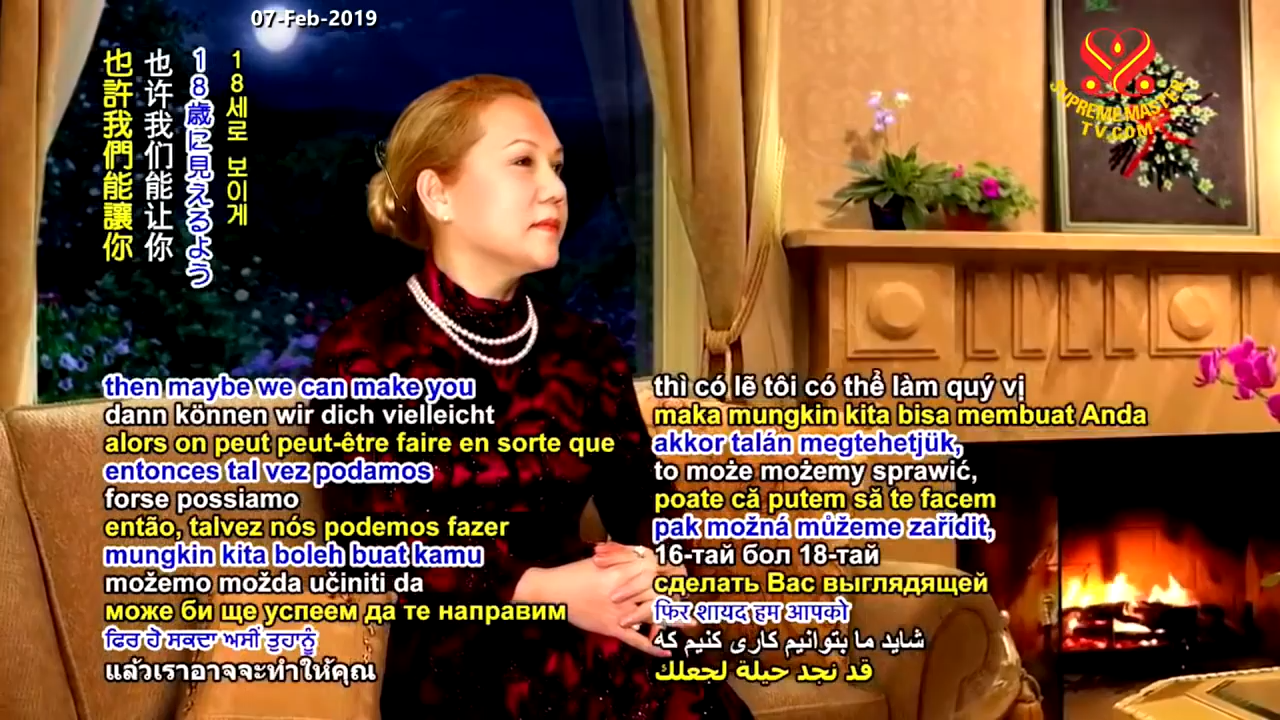 07-Feb-2019
SUPREME MASTER
TV.COM
也許我們能讓你
也许我们能让你
18歳に見えるよう
18세로 보이게
then maybe we can make you
dann können wir dich vielleicht
alors on peut peut-être faire en sorte que
entonces tal vez podamos
forse possiamo
então, talvez nós podemos fazer
mungkin kita boleh buat kamu
možemo možda učiniti da
може би ще успеем да те направим
ਫਿਰ ਹੋ ਸਕਦਾ ਅਸੀਂ ਤੁਹਾਨੂੰ
แล้วเราอาจจะทำให้คุณ
thì có lẽ tôi có thể làm quý vị
maka mungkin kita bisa membuat Anda
akkor talán megtehetjük,
to może możemy sprawić,
poate că putem să te facem
pak možná můžeme zařídit,
16-тай бол 18-тай
сделать Вас выглядящей
फिर शायद हम आपको
شاید ما بتوانیم کاری کنیم که
قد نجد حيلة لجعلك